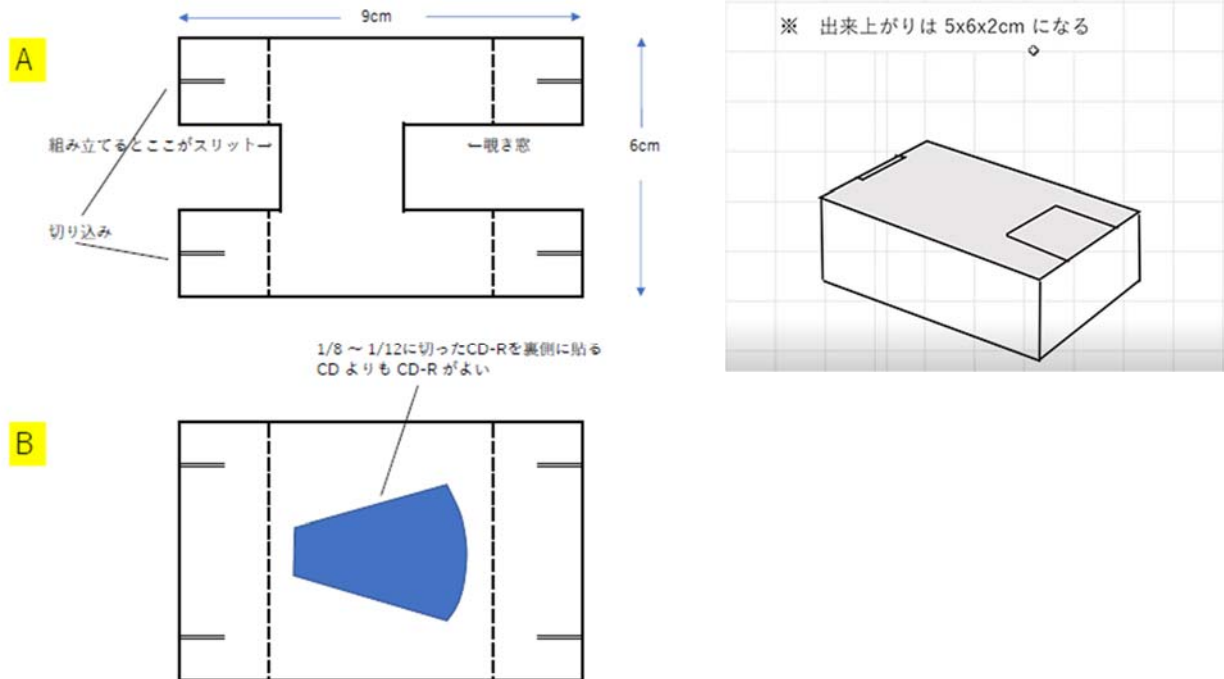 A
9cm
6cm
組み立てるとここがスリット→
←覗き窓
切り込み
※ 出来上がりは 5x6x2cm になる
1/8 ～ 1/12に切ったCD-Rを裏側に貼る
CD よりも CD-R がよい
B